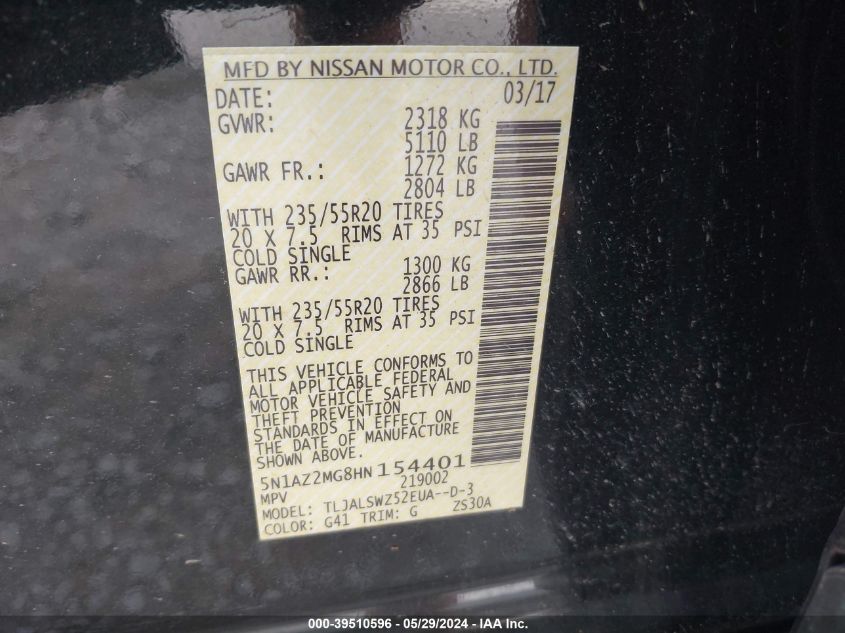 MFD BY NISSAN MOTOR CO., LTD.
DATE: 03/17
GVWR: 2318 KG
5110 LB
GAWR FR.: 1272 KG
2804 LB
WITH 235/55R20 TIRES
20 X 7.5 RIMS AT 35 PSI
COLD SINGLE
GAWR RR.: 1300 KG
2866 LB
WITH 235/55R20 TIRES
20 X 7.5 RIMS AT 35 PSI
COLD SINGLE
THIS VEHICLE CONFORMS TO
ALL APPLICABLE FEDERAL
MOTOR VEHICLE SAFETY AND
THEFT PREVENTION
STANDARDS IN EFFECT ON
THE DATE OF MANUFACTURE
SHOWN ABOVE.
5N1AZ2MG8HN154401
MPV 219002
MODEL: TLJALSWZ52EUA--D-3
COLOR: G41 TRIM: G ZS30A
000-39510596 - 05/29/2024 - IAA Inc.